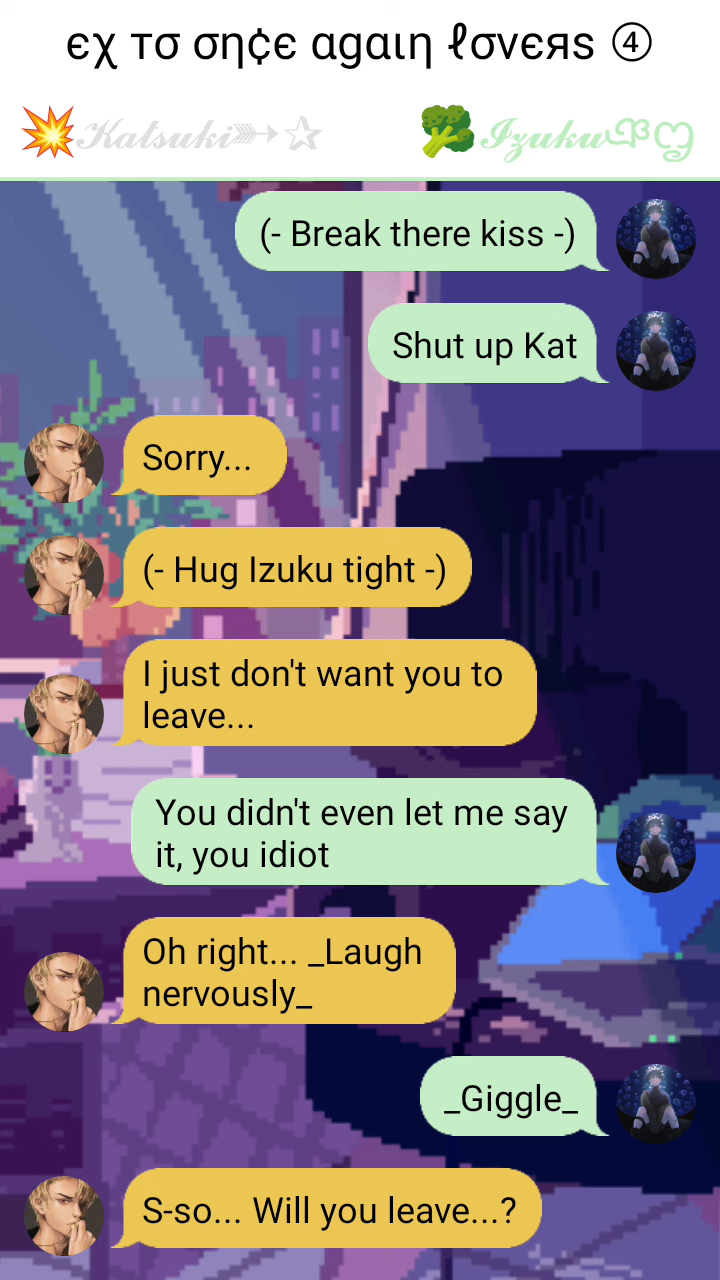 єχ тσ ση¢є αgαιη ℓσνєяѕ ④
💥𝓚𝓪𝓽𝓼𝓾𝓴𝓲➳✰
🥦𝓘𝔃𝓾𝓴𝓾ঔৣ
(- Break there kiss -)
Shut up Kat
Sorry...
(- Hug Izuku tight -)
I just don't want you to
leave...
You didn't even let me say
it, you idiot
Oh right... _Laugh
nervously_
_Giggle_
S-so... Will you leave...?